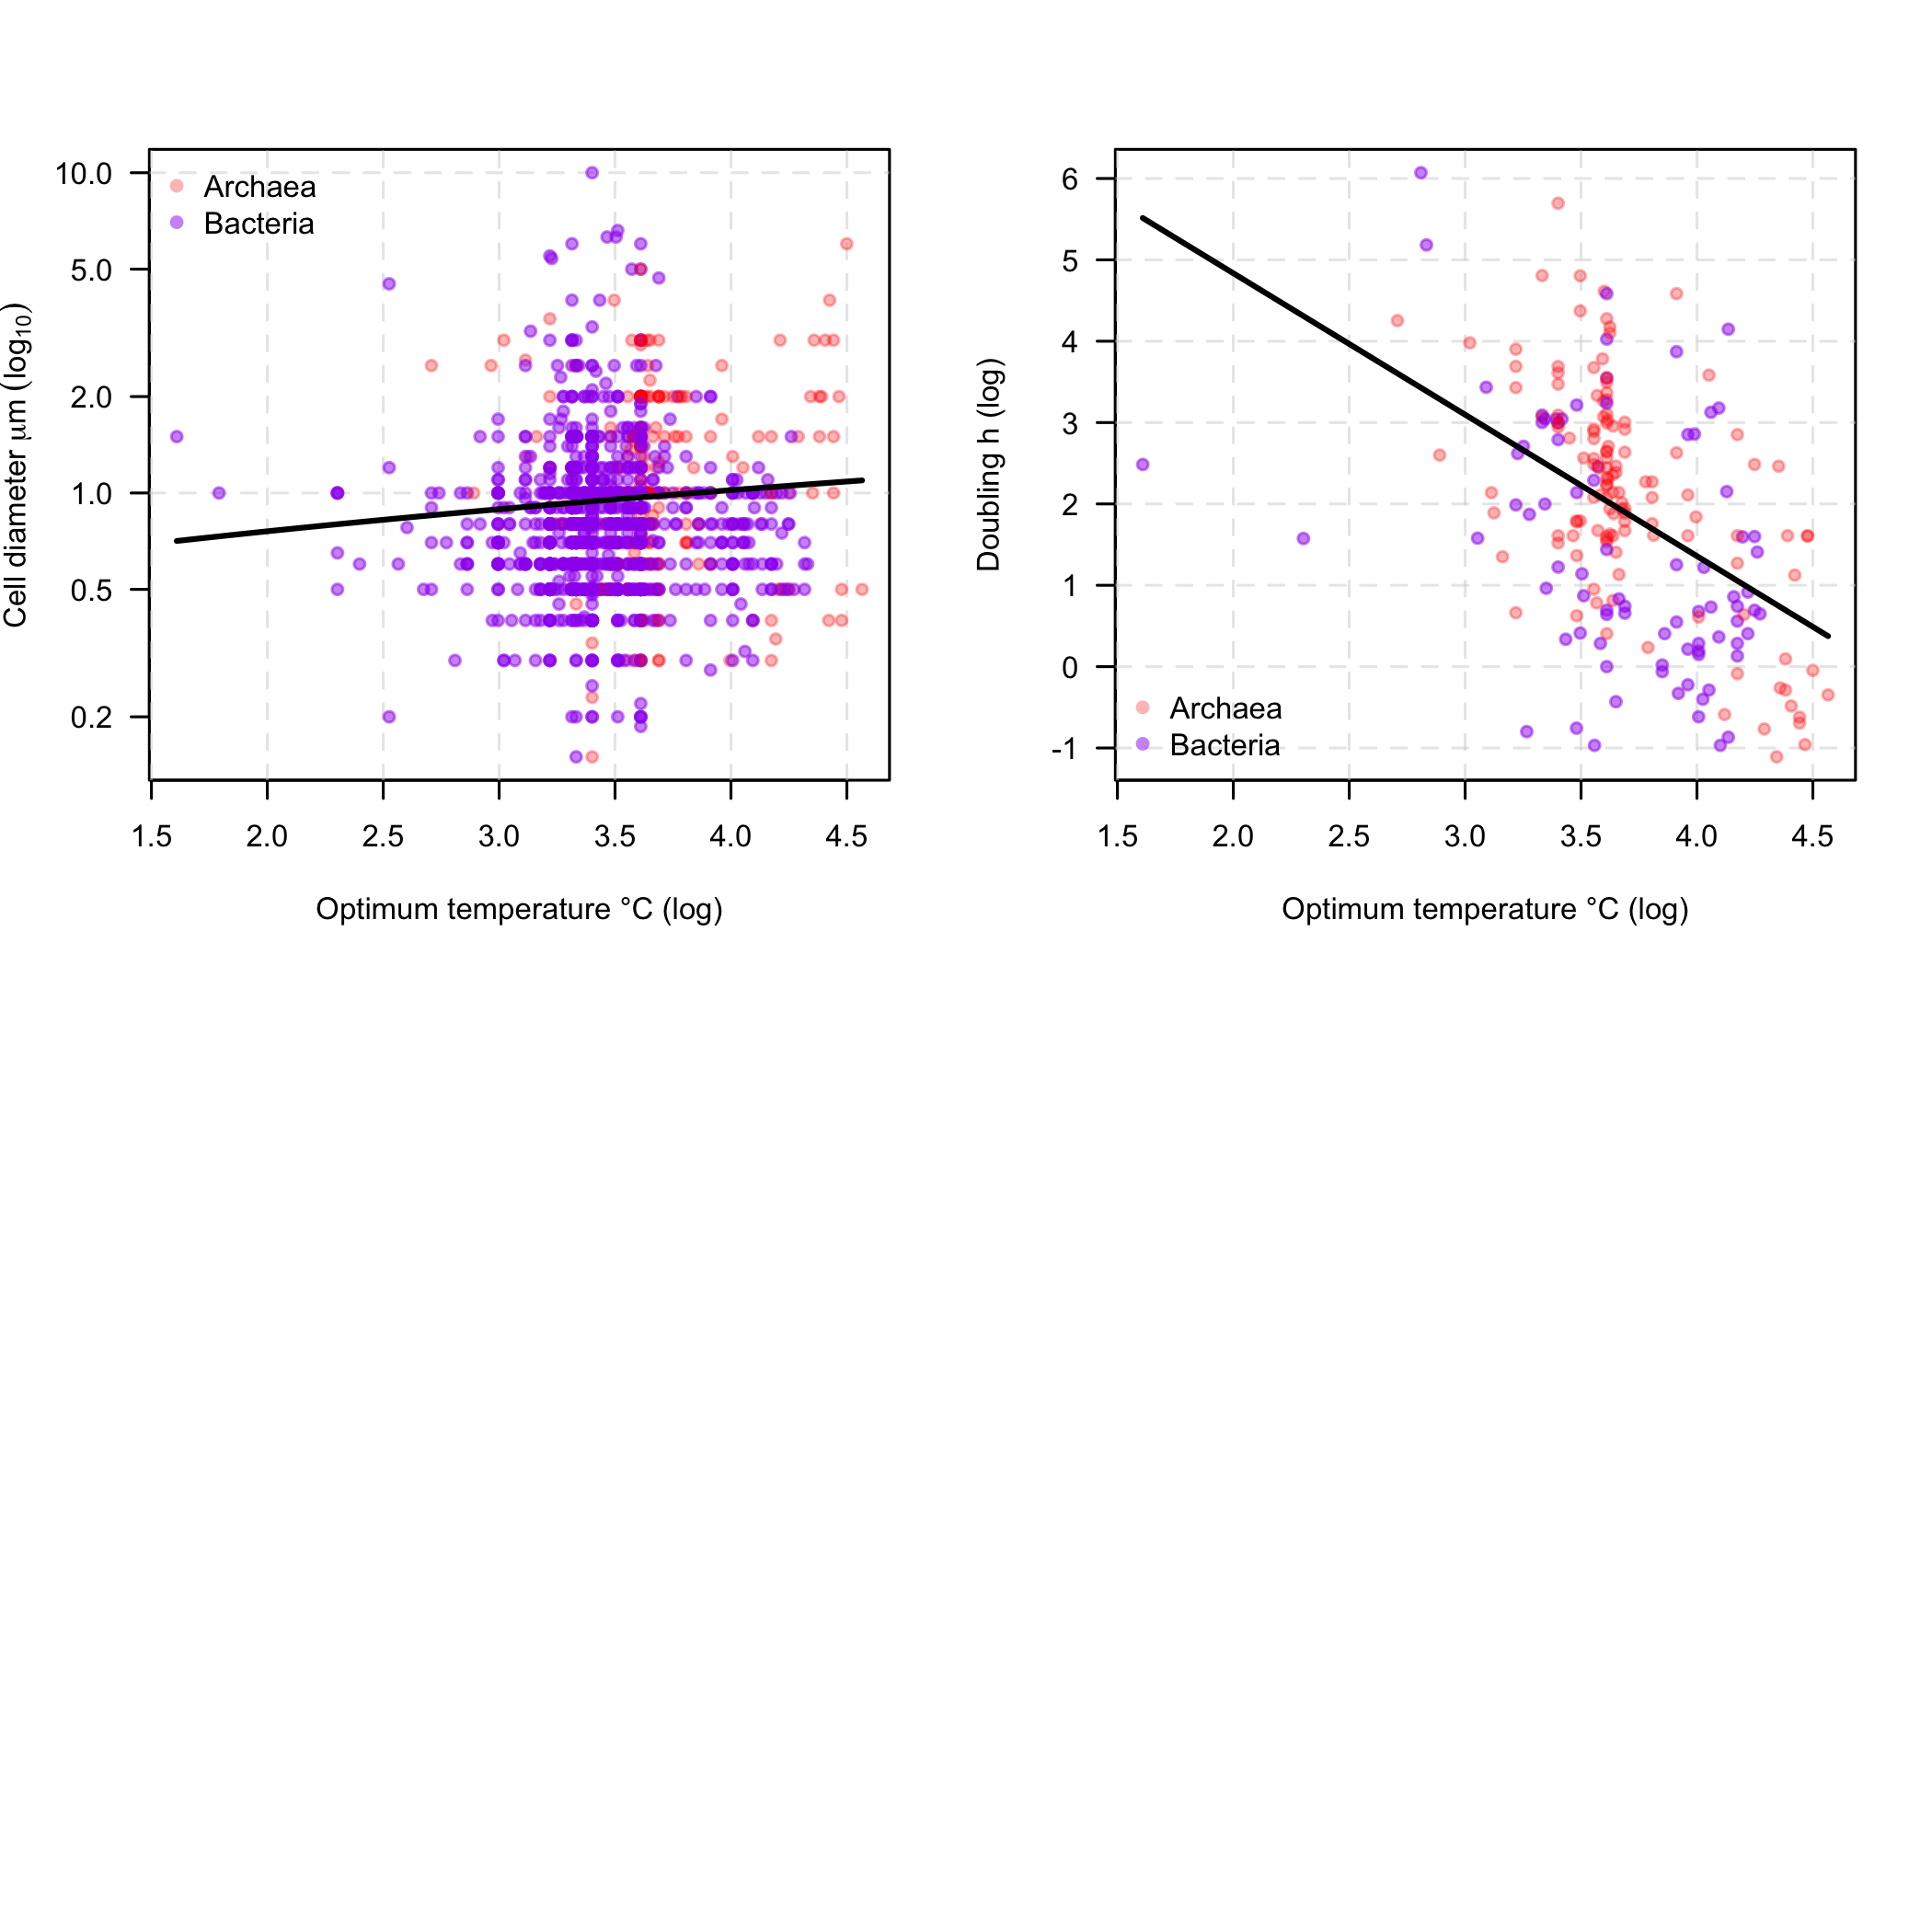 10.0
5.0
2.0
1.0
0.5
0.2
Cell diameter μm (log10)
Archaea
Bacteria
1.5 2.0 2.5 3.0 3.5 4.0 4.5
Optimum temperature °C (log)
6
5
4
3
2
1
0
-1
Doubling h (log)
Archaea
Bacteria
1.5 2.0 2.5 3.0 3.5 4.0 4.5
Optimum temperature °C (log)